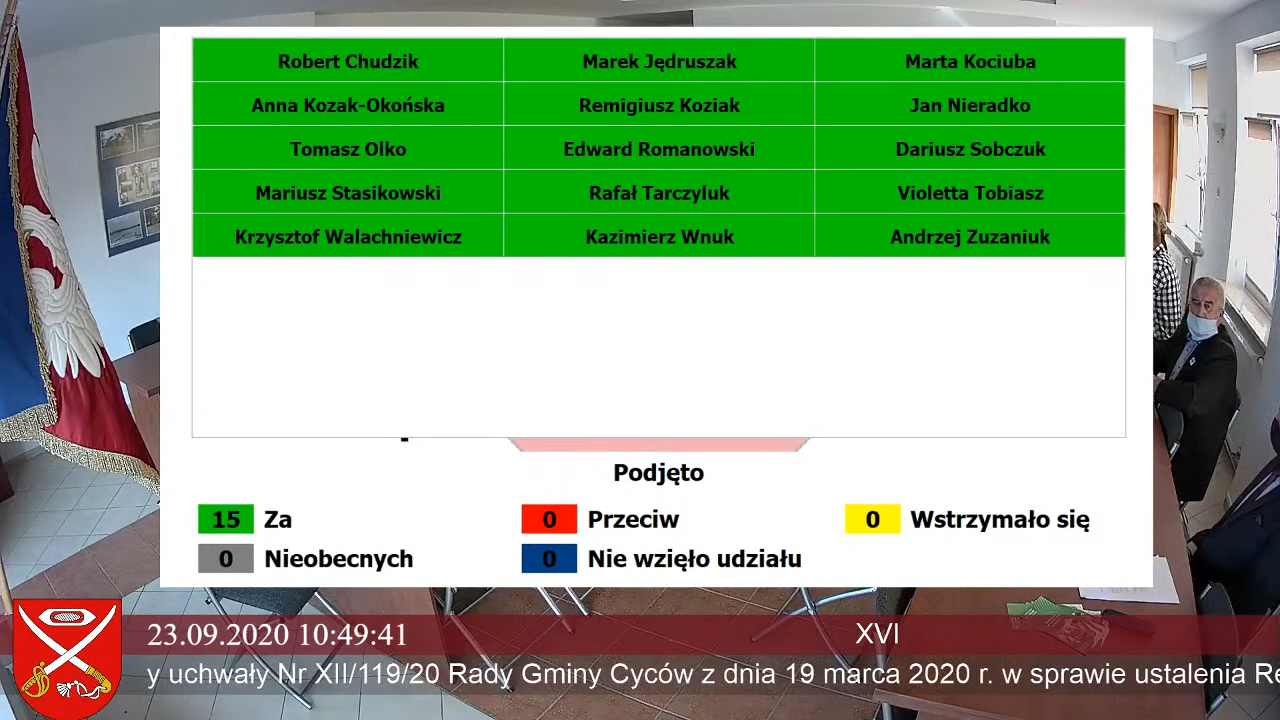 Robert Chudzik Marek Jędruszak Marta Kociuba
Anna Kozak-Okońska Remigiusz Koziak Jan Nieradko
Tomasz Olko Edward Romanowski Dariusz Sobczuk
Mariusz Stasikowski Rafał Tarczyluk Violetta Tobiasz
Krzysztof Walachniewicz Kazimierz Wnuk Andrzej Zuzaniuk
Podjęto
15 Za 0 Przeciw 0 Wstrzymało się
0 Nieobecnych 0 Nie wzięło udziału
23.09.2020 10:49:41 XVI
y uchwały Nr XII/119/20 Rady Gminy Cyców z dnia 19 marca 2020 r. w sprawie ustalenia Re